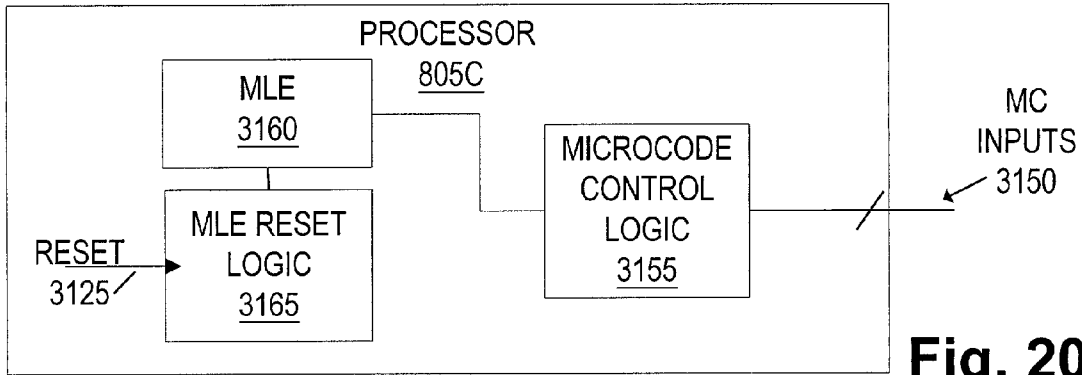 PROCESSOR
805C
MLE
3160
MICROCODE
CONTROL
LOGIC
3155
MC
INPUTS
3150
MLE RESET
LOGIC
3165
RESET
3125
Fig. 20